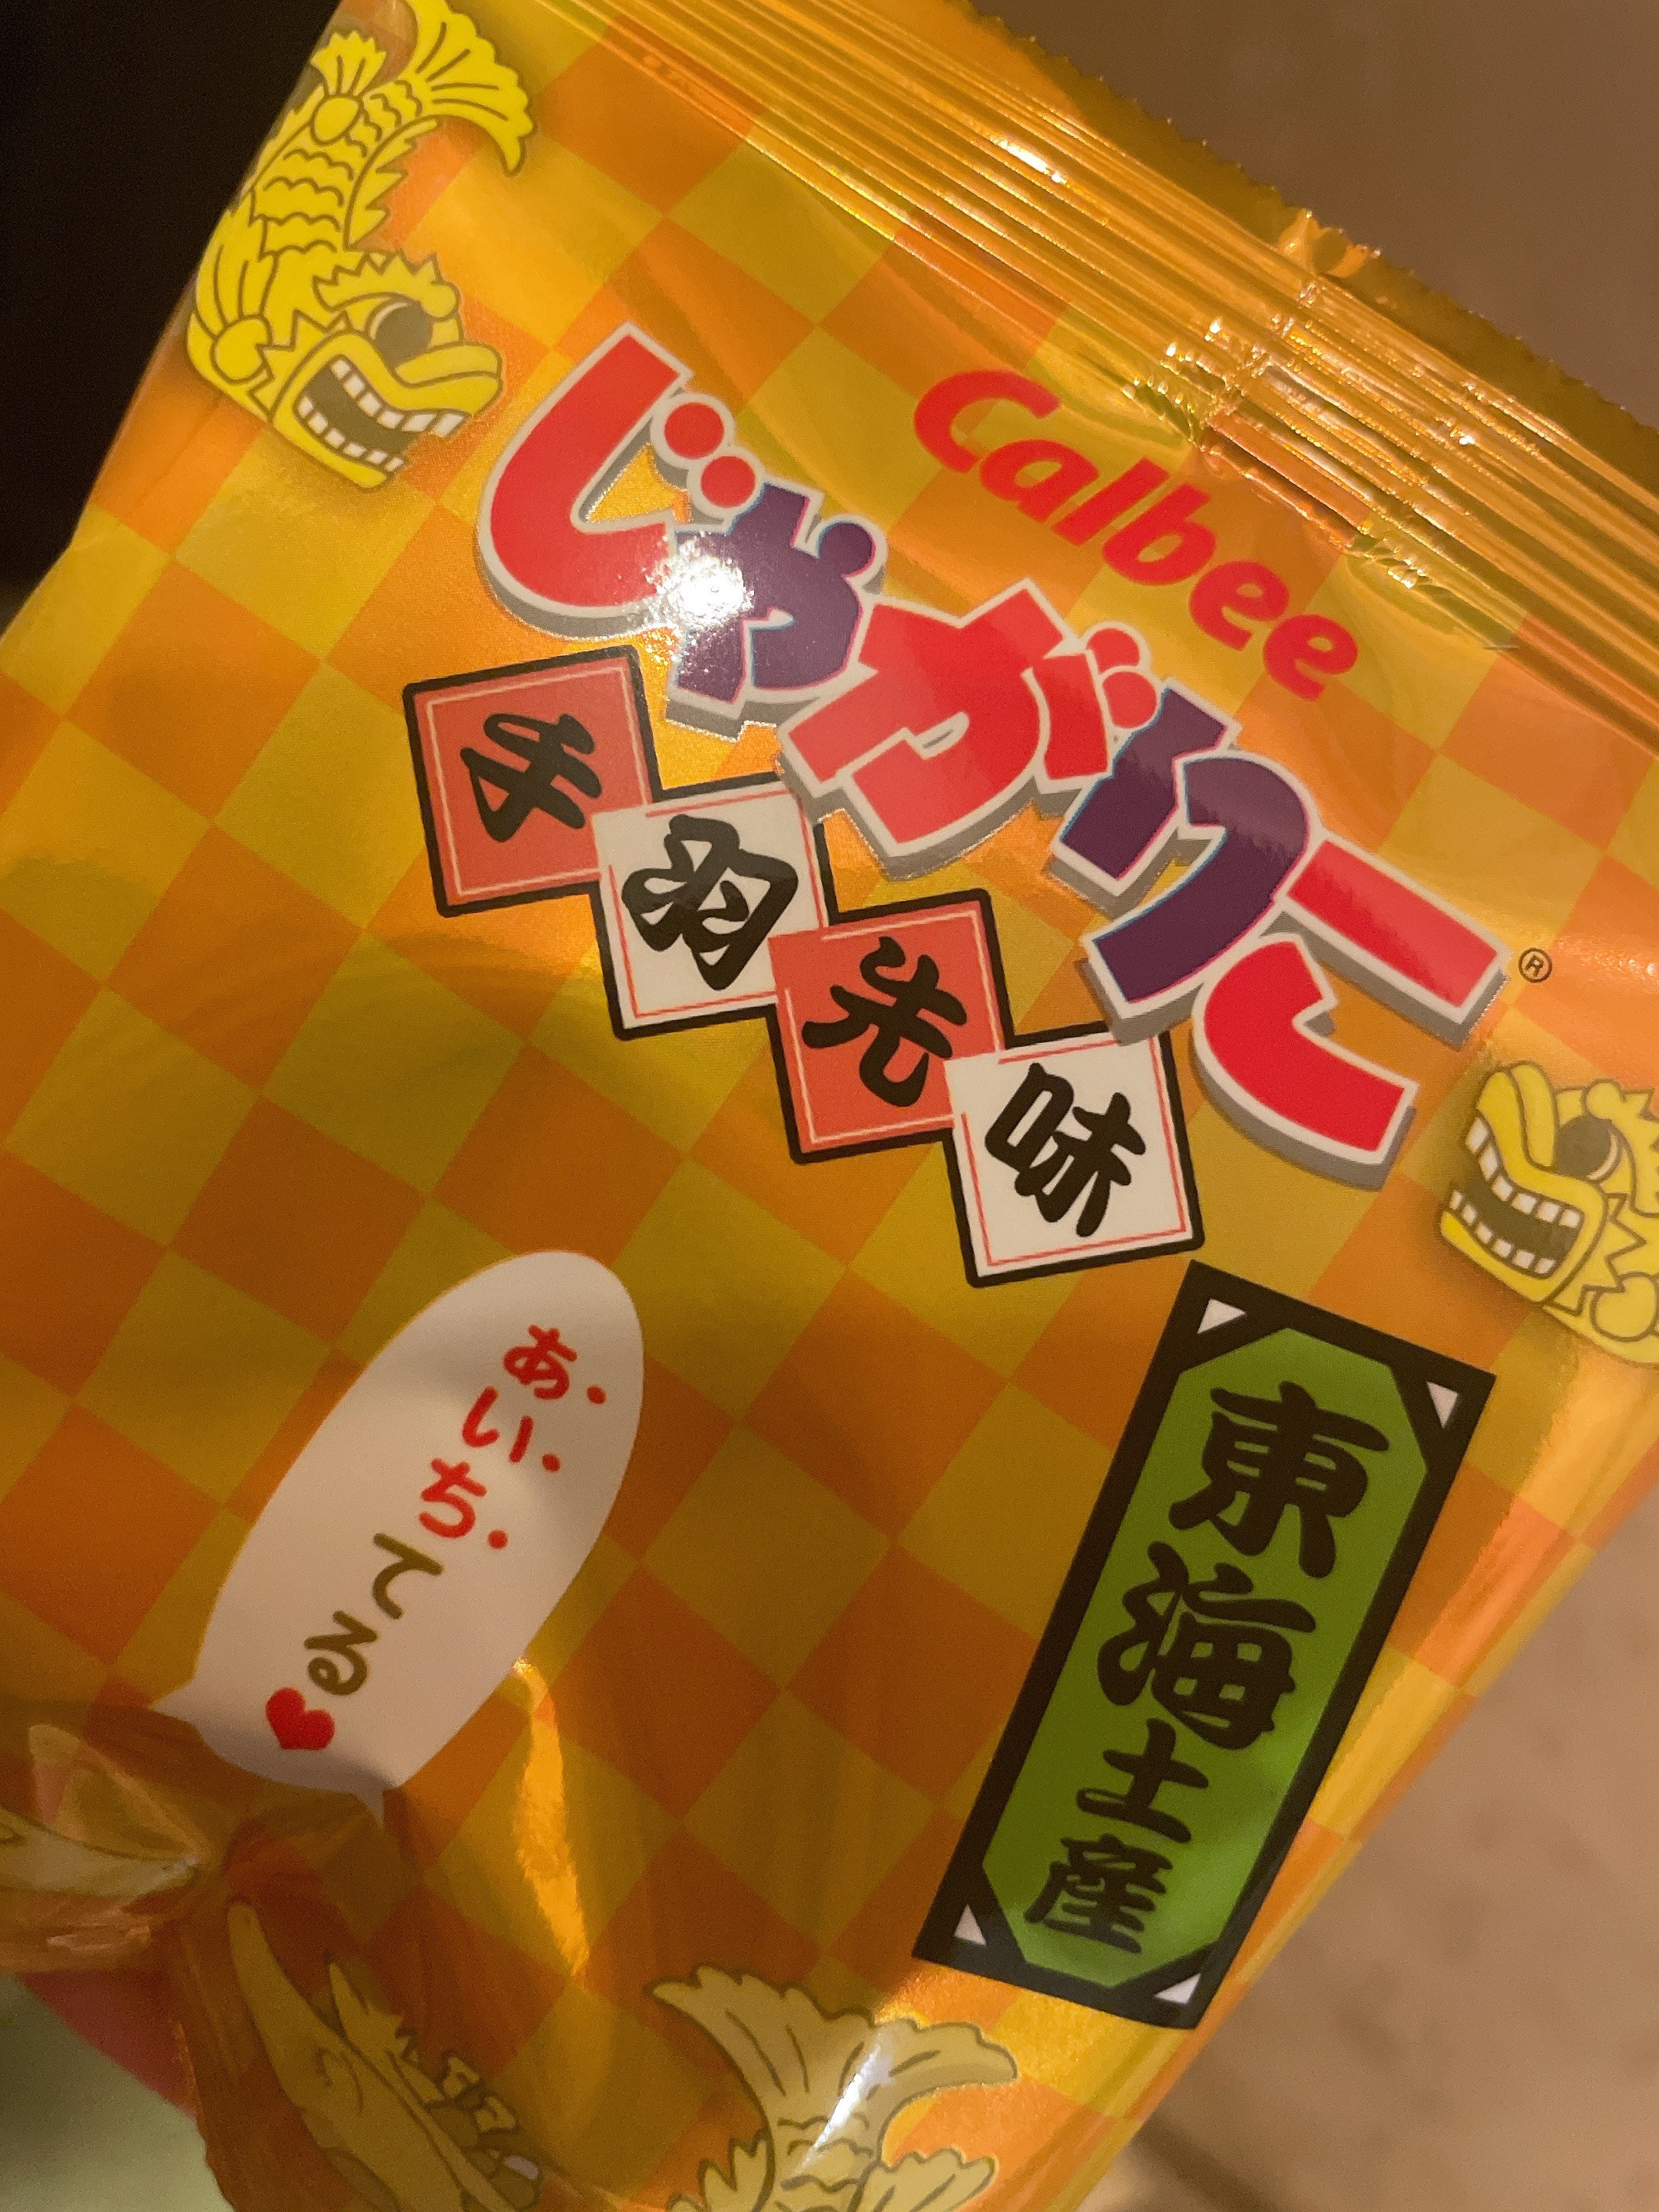 Calbee
じゃがりこ®
手羽先味
東海土産
あいちてる♥